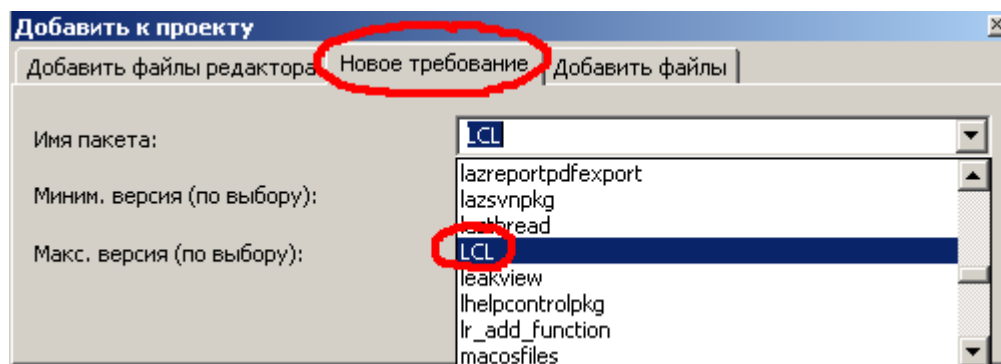 Добавить к проекту
Добавить файлы редактора Новое требование Добавить файлы
Имя пакета: LCL
lazreportpdfexport
Миним. версия (по выбору): lazsvnpkg
lazthread
Макс. версия (по выбору): LCL
leakview
lhelpcontrolpkg
lr_add_function
macosfiles